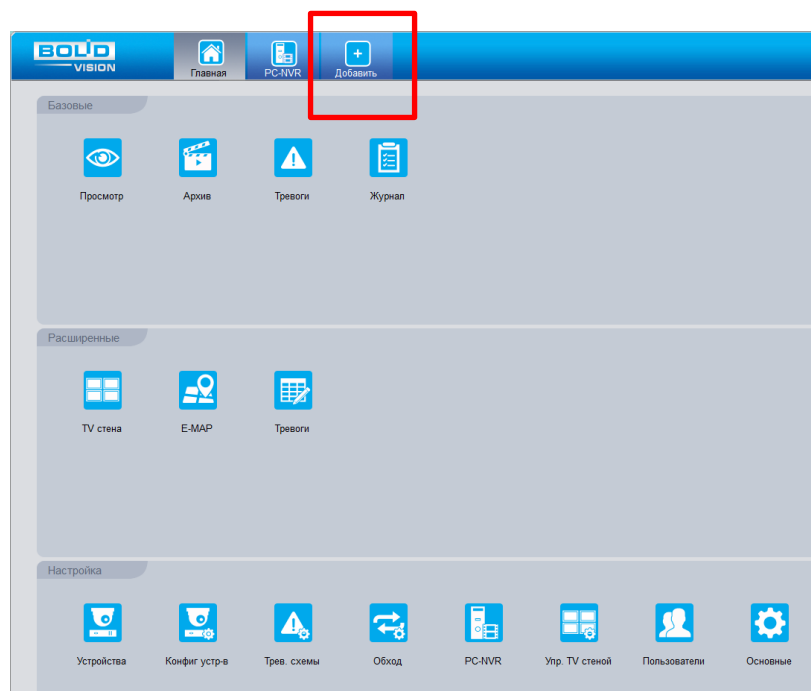 BOLID
VISION
Главная
PC-NVR
Добавить
Базовые
Просмотр
Архив
Тревоги
Журнал
Расширенные
TV стена
E-MAP
Тревоги
Настройка
Устройства
Конфиг устр-в
Трев. схемы
Обход
PC-NVR
Упр. TV стеной
Пользователи
Основные